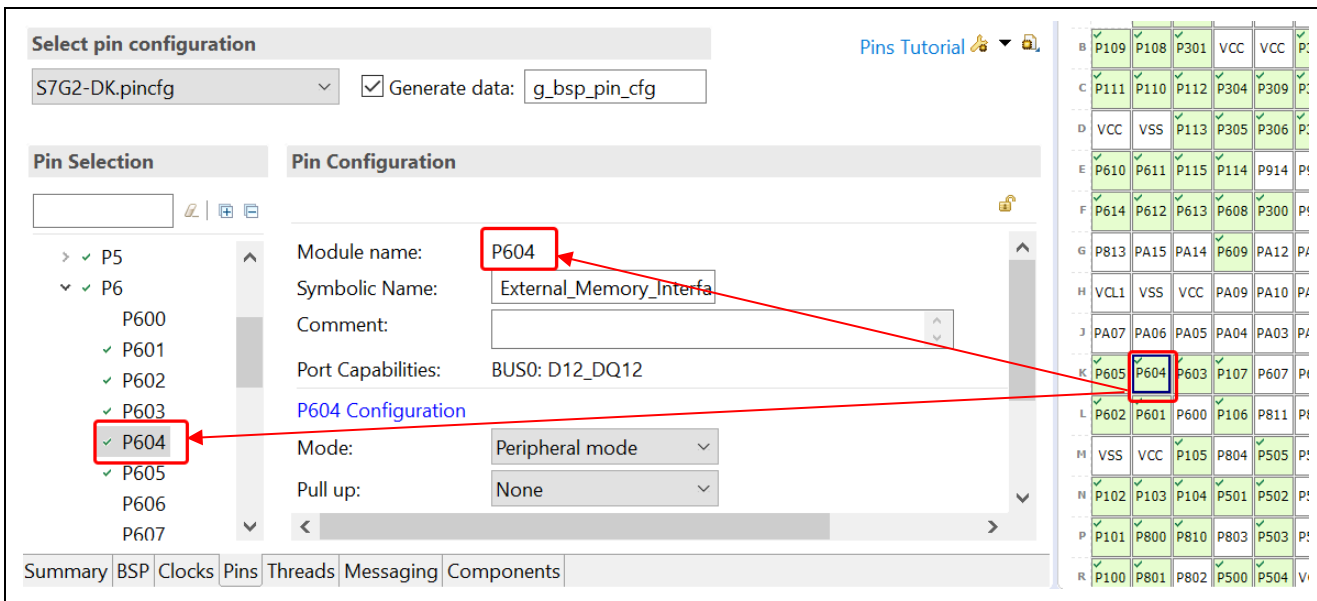 Select pin configuration
Pins Tutorial
S7G2-DK.pincfg
Generate data: g_bsp_pin_cfg
Pin Selection
Pin Configuration
P5
P6
P600
P601
P602
P603
P604
P605
P606
P607
Module name: P604
Symbolic Name: External_Memory_Interfa
Comment:
Port Capabilities: BUS0: D12_DQ12
P604 Configuration
Mode: Peripheral mode
Pull up: None
Summary BSP Clocks Pins Threads Messaging Components
B P109 P108 P301 VCC VCC
C P111 P110 P112 P304 P309
D VCC VSS P113 P305 P306
E P610 P611 P115 P114 P914
F P614 P612 P613 P608 P300
G P813 PA15 PA14 P609 PA12
H VCL1 VSS VCC PA09 PA10
J PA07 PA06 PA05 PA04 PA03
K P605 P604 P603 P107 P607
L P602 P601 P600 P106 P811
M VSS VCC P105 P804 P505
N P102 P103 P104 P501 P502
P P101 P800 P810 P803 P503
R P100 P801 P802 P500 P504